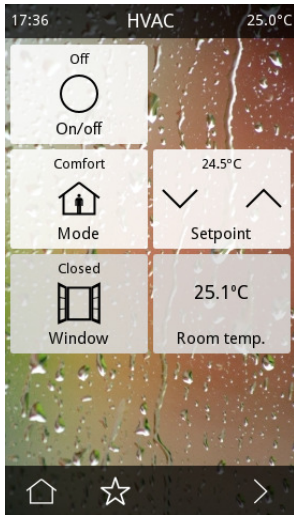 17:36 HVAC 25.0°C
Off
On/off
Comfort
Mode
24.5°C
Setpoint
Closed
Window
25.1°C
Room temp.